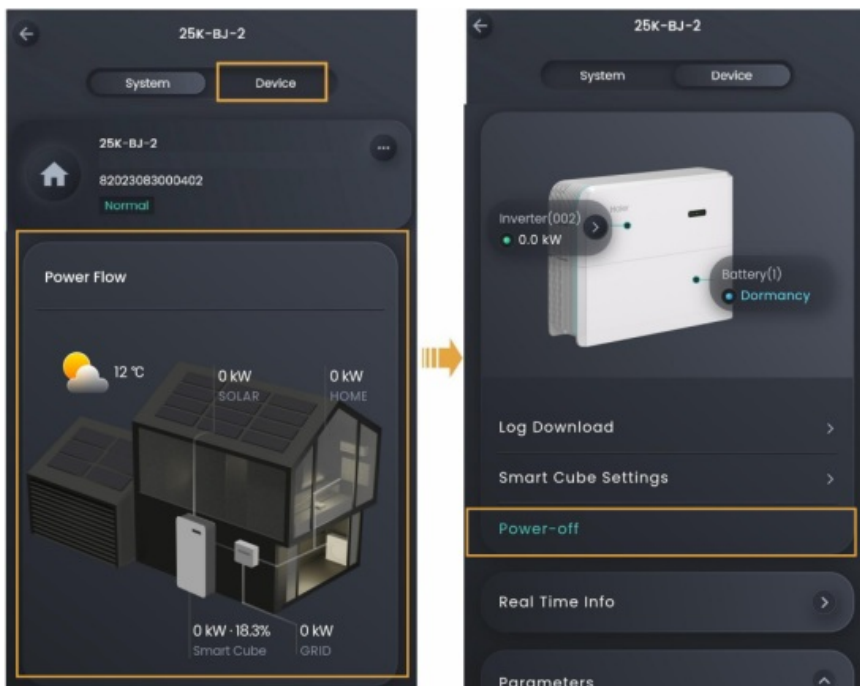 25K-BJ-2
System
Device
25K-BJ-2
82023083000402
Normal
Power Flow
12 ℃
0 kW
SOLAR
0 kW
HOME
0 kW · 18.3%
Smart Cube
0 kW
GRID
25K-BJ-2
System
Device
Haier
Inverter(002)
0.0 kW
Battery(1)
Dormancy
Log Download
Smart Cube Settings
Power-off
Real Time Info
Parameters